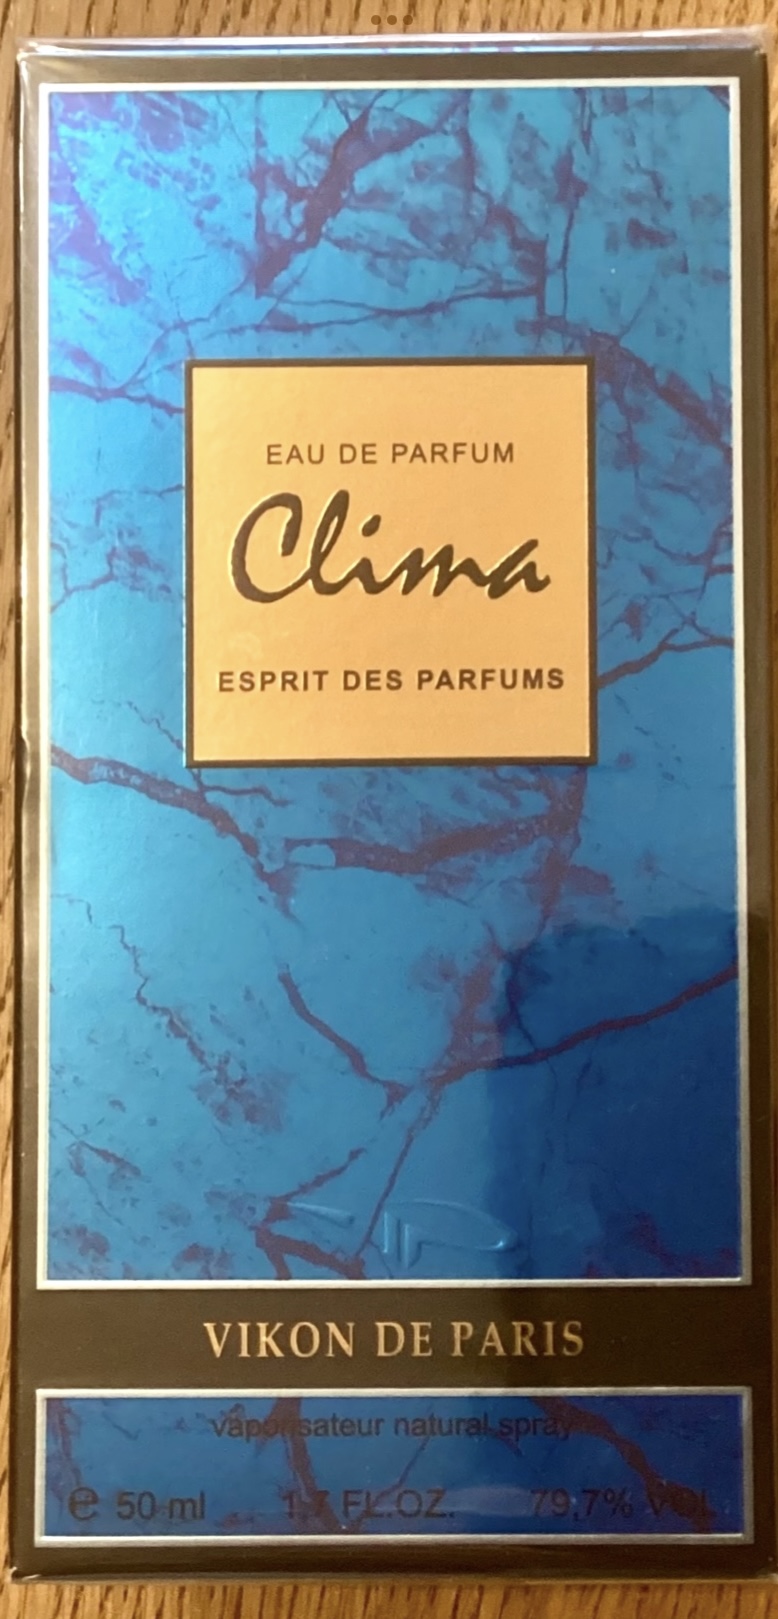 EAU DE PARFUM
Clima
ESPRIT DES PARFUMS
VIKON DE PARIS
vaporisateur natural spray
e 50 ml 1.7 FL.OZ. 79,7% VOL